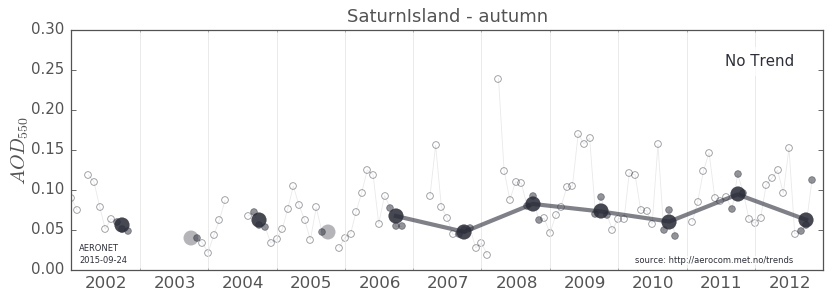 SaturnIsland - autumn
0.30
0.25
0.20
0.15
0.10
0.05
0.00
AOD550
No Trend
AERONET
2015-09-24
source: http://aerocom.met.no/trends
2002 2003 2004 2005 2006 2007 2008 2009 2010 2011 2012